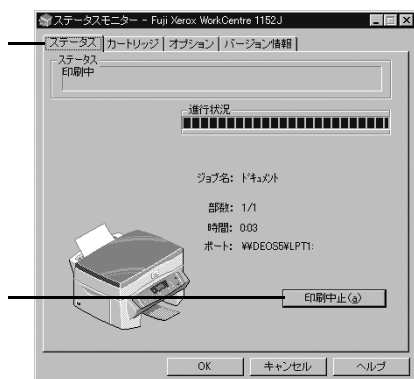 ステータスモニター - Fuji Xerox WorkCentre 1152J
ステータス カートリッジ オプション バージョン情報
ステータス
印刷中
進行状況
ジョブ名: ドキュメント
部数: 1/1
時間: 0:03
ポート: ¥¥DEOS5¥LPT1:
印刷中止(a)
OK キャンセル ヘルプ